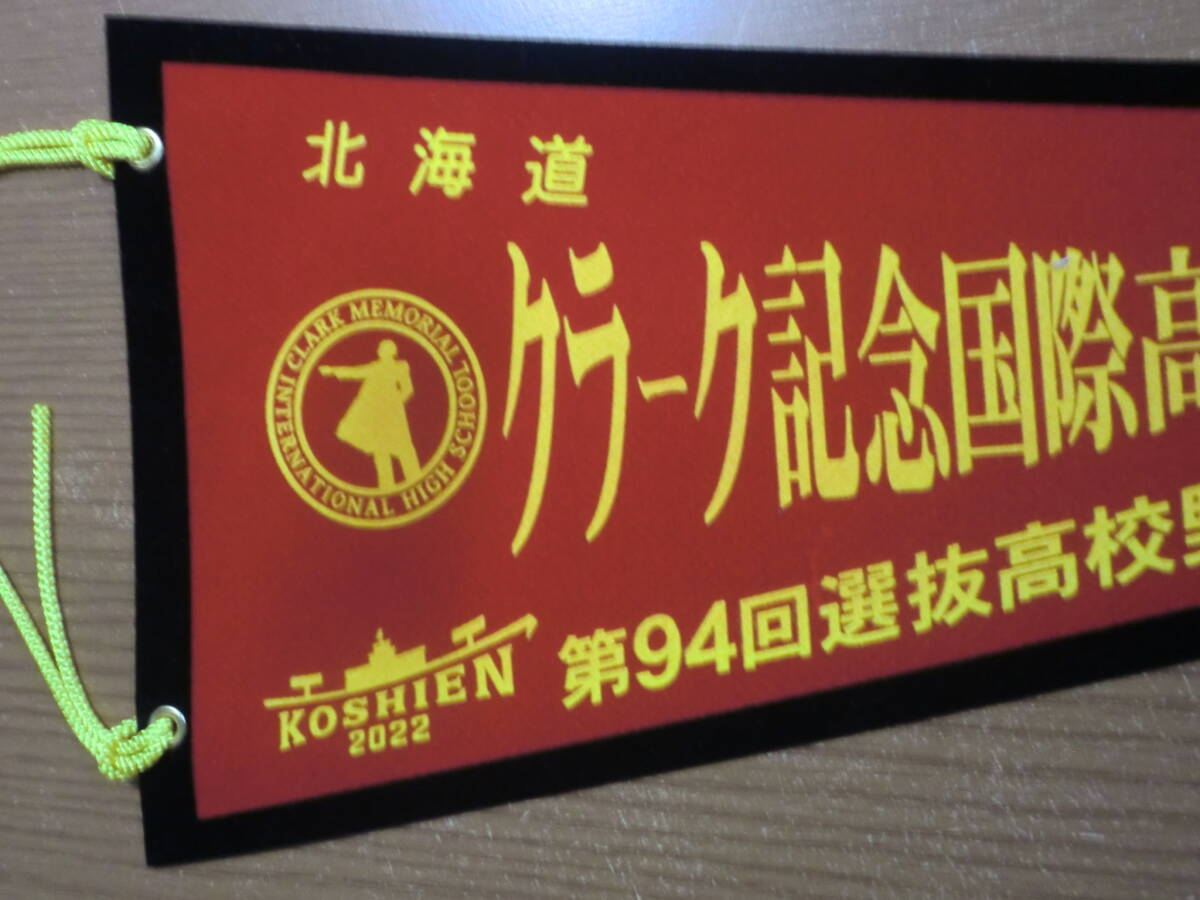 北海道
クラーク記念国際高
CLARK MEMORIAL INTERNATIONAL HIGH SCHOOL
第94回選抜高校野
KOSHIEN
2022